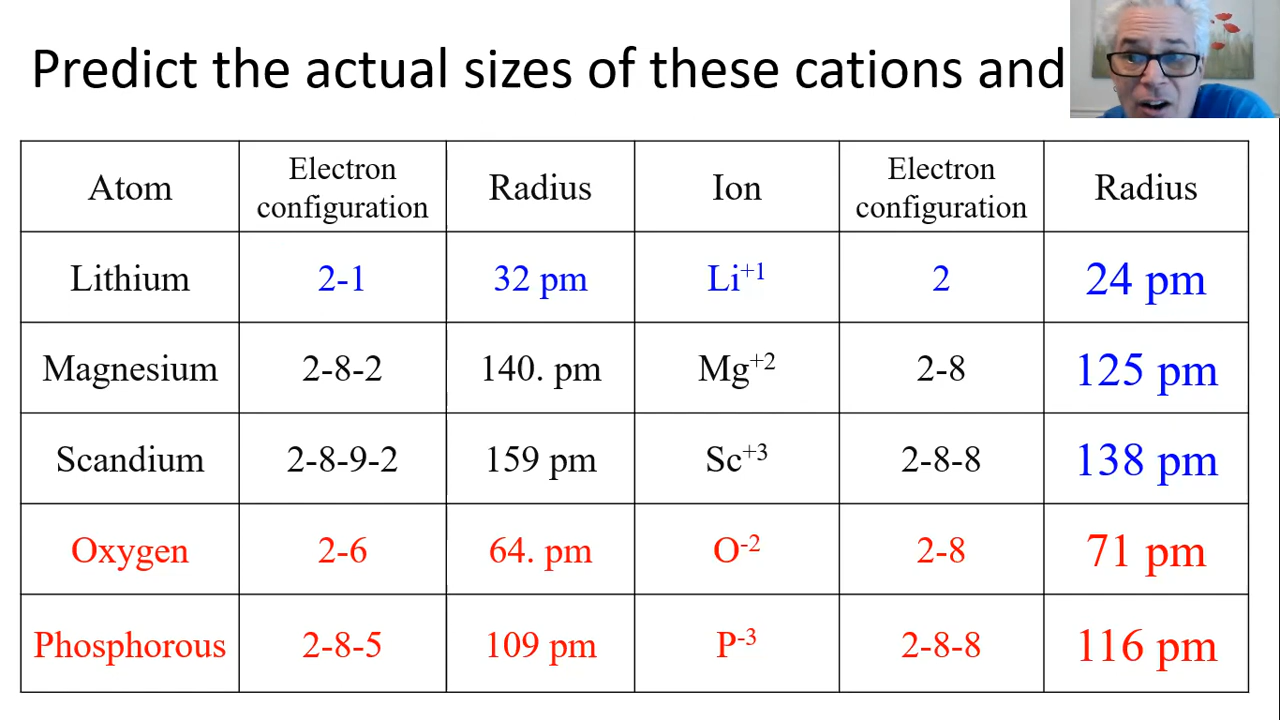 Predict the actual sizes of these cations and
Atom Electron configuration Radius Ion Electron configuration Radius
Lithium 2-1 32 pm Li+1 2 24 pm
Magnesium 2-8-2 140. pm Mg+2 2-8 125 pm
Scandium 2-8-9-2 159 pm Sc+3 2-8-8 138 pm
Oxygen 2-6 64. pm O-2 2-8 71 pm
Phosphorous 2-8-5 109 pm P-3 2-8-8 116 pm